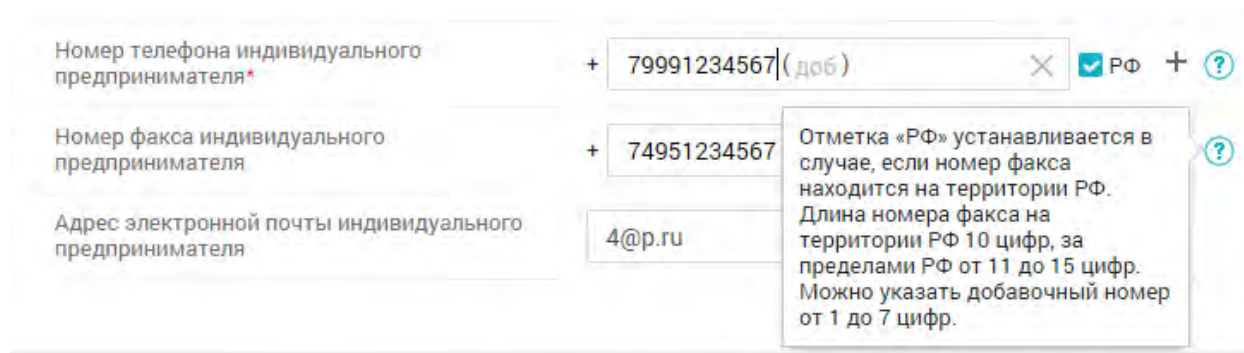 Номер телефона индивидуального
предпринимателя*
+ 79991234567 (доб) РФ + ?
Номер факса индивидуального
предпринимателя
+ 74951234567 ?
Адрес электронной почты индивидуального
предпринимателя
4@p.ru
Отметка «РФ» устанавливается в
случае, если номер факса
находится на территории РФ.
Длина номера факса на
территории РФ 10 цифр, за
пределами РФ от 11 до 15 цифр.
Можно указать добавочный номер
от 1 до 7 цифр.